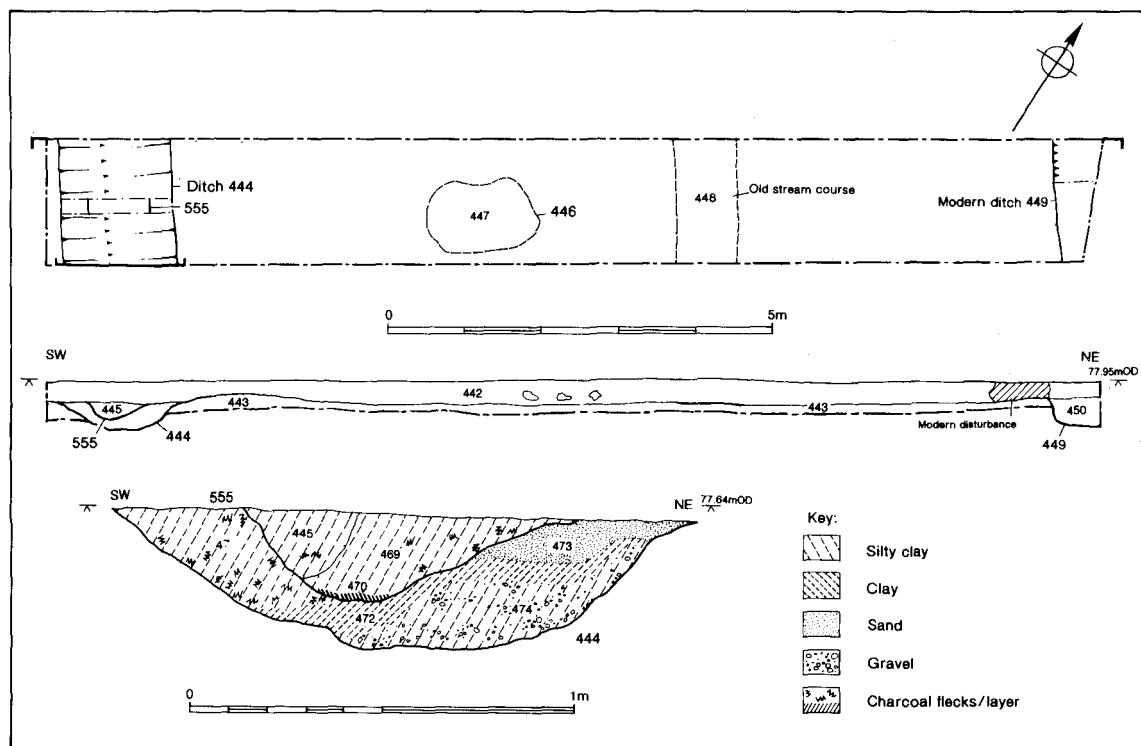 Ditch 444
555
447
446
448
Old stream course
Modern ditch 449
0
5m
SW
NE
77.95mOD
445
443
442
443
450
555
444
Modern disturbance
449
SW
555
NE
77.64mOD
445
469
473
470
472
474
444
0
1m
Key:
Silty clay
Clay
Sand
Gravel
Charcoal flecks/layer